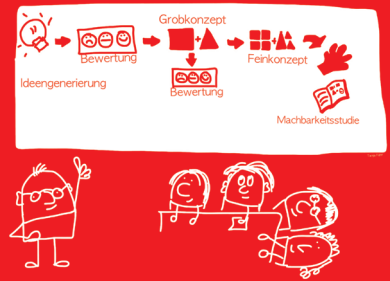 Grobkonzept
Bewertung
Feinkonzept
Ideengenerierung
Bewertung
Machbarkeitsstudie